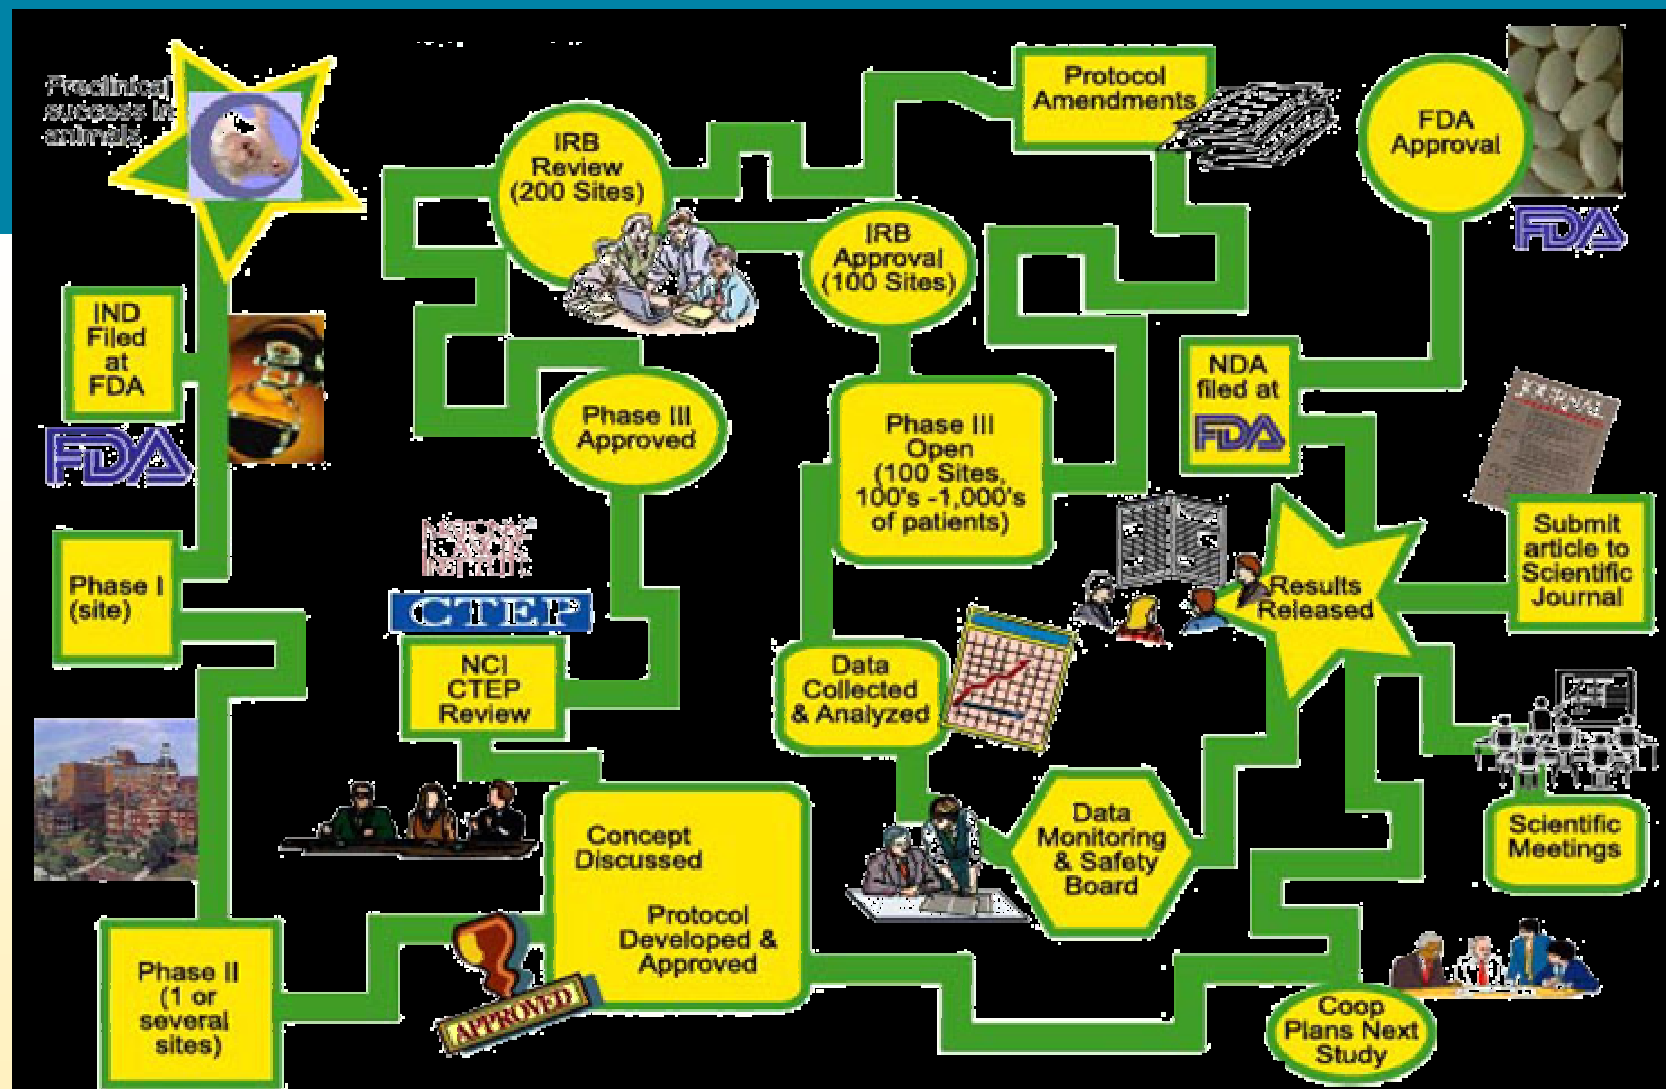 Preclinical
success in
animals
IND
Filed
at
FDA
FDA
Phase I
(site)
Phase II
(1 or
several
sites)
Concept
Discussed
Protocol
Developed &
Approved
APPROVED
NCI
CTEP
Review
CTEP
NATIONAL
CANCER
INSTITUTE
Phase III
Approved
IRB
Review
(200 Sites)
IRB
Approval
(100 Sites)
Protocol
Amendments
Phase III
Open
(100 Sites,
100's -1,000's
of patients)
Data
Collected
& Analyzed
Data
Monitoring
& Safety
Board
Results
Released
NDA
filed at
FDA
FDA
Approval
FDA
JOURNAL
Submit
article to
Scientific
Journal
Scientific
Meetings
Coop
Plans Next
Study